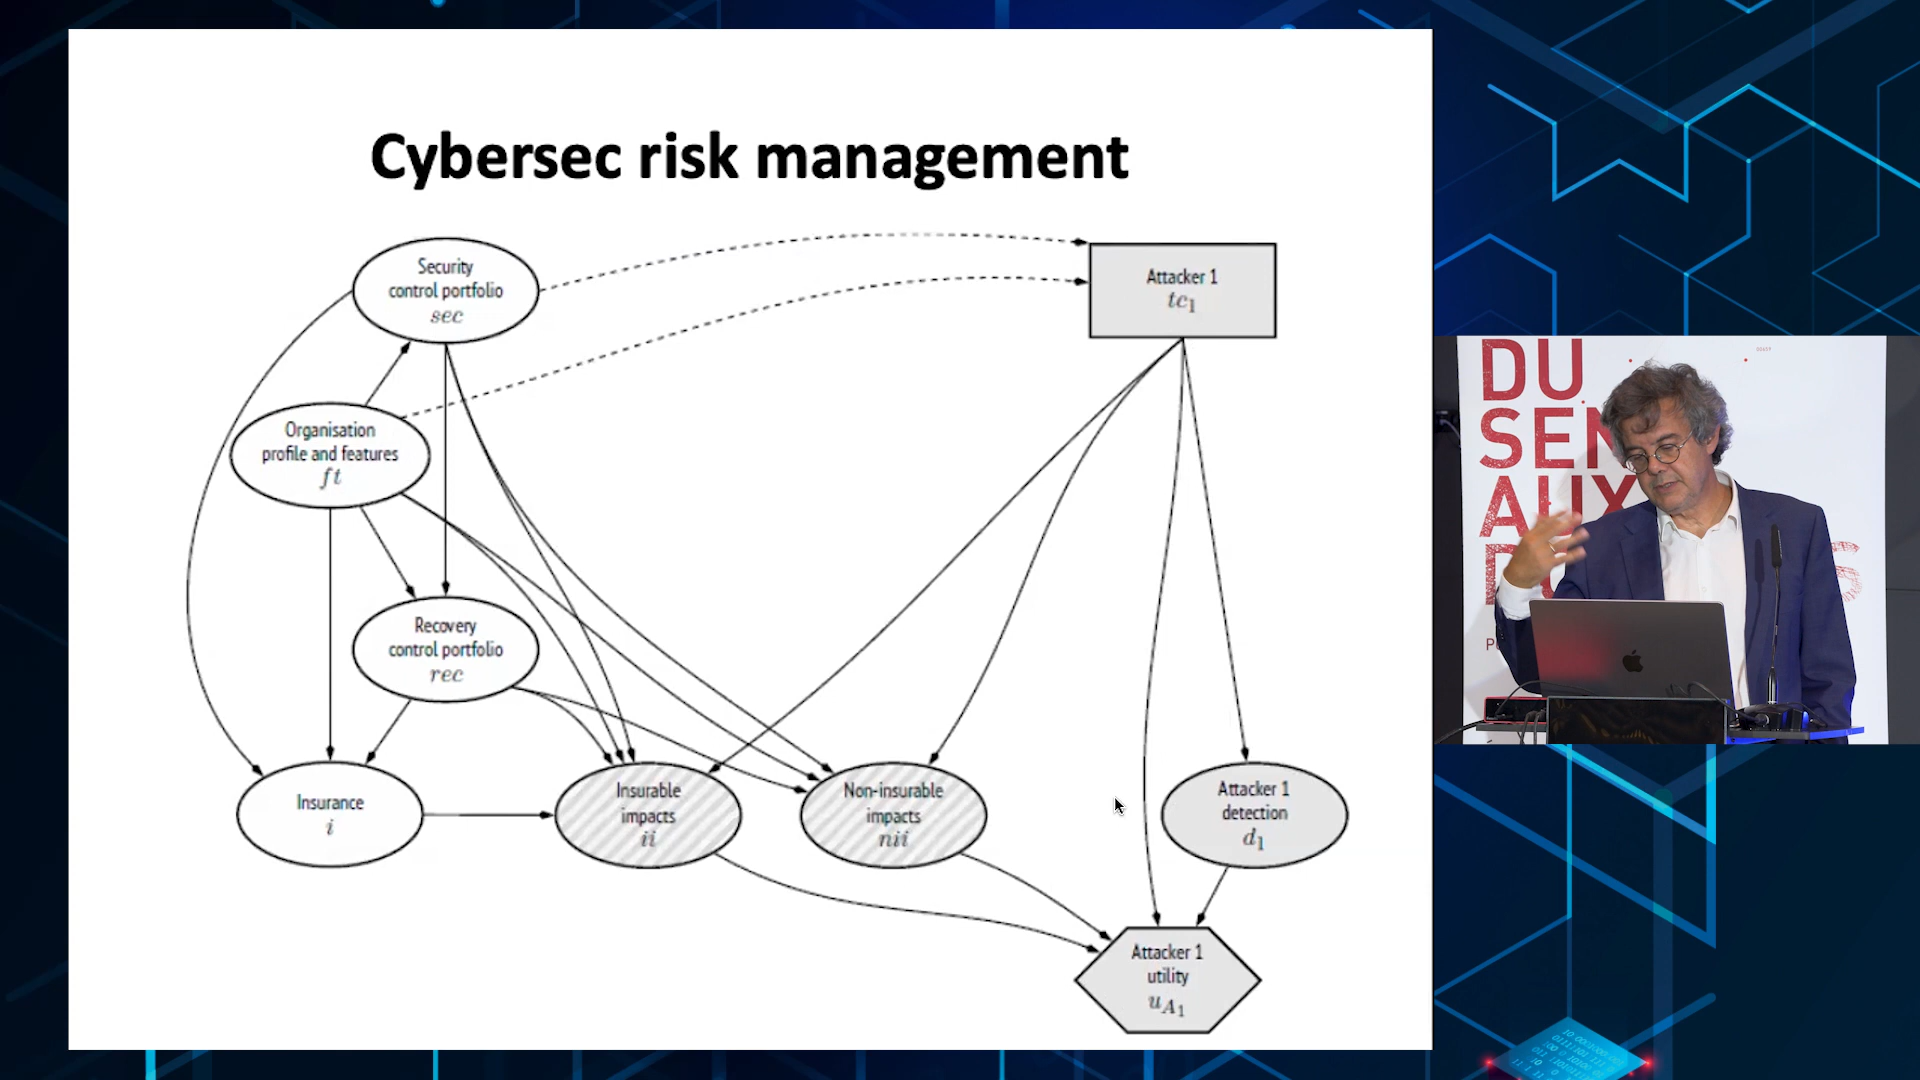 Cybersec risk management
Security
control portfolio
sec
Attacker 1
tc1
Organisation
profile and features
ft
Recovery
control portfolio
rec
Insurance
i
Insurable
impacts
ii
Non-insurable
impacts
nii
Attacker 1
detection
d1
Attacker 1
utility
uA1
DU
SEN
AUX